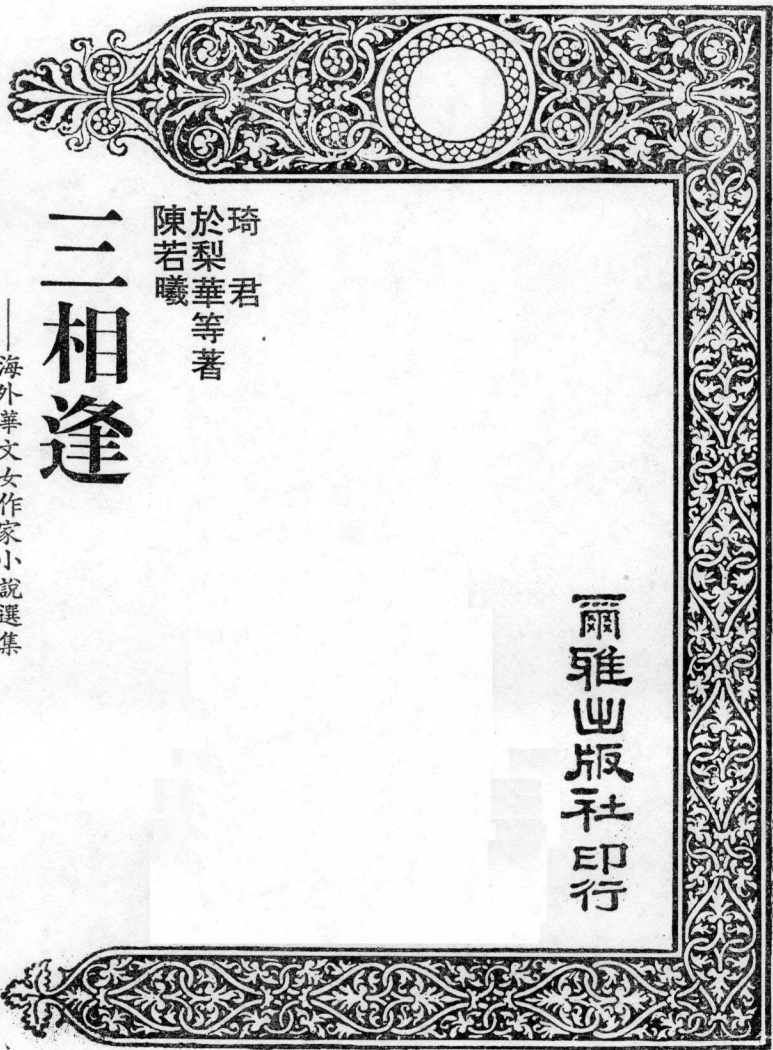 爾雅出版社印行
琦君
於梨華等著
陳若曦
三相逢
——海外華文女作家小說選集